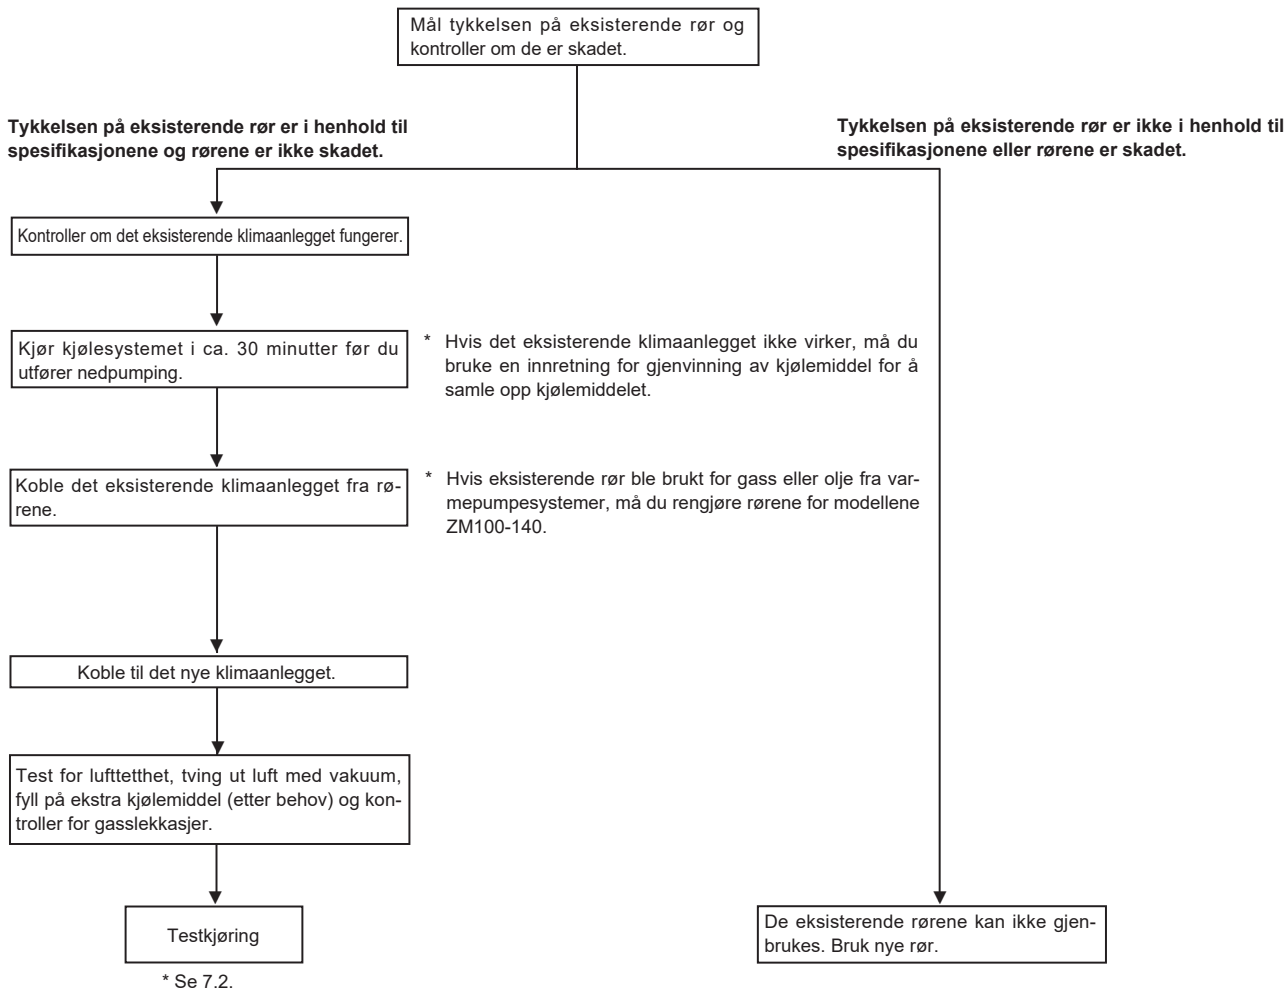 Mål tykkelsen på eksisterende rør og
kontroller om de er skadet.
Tykkelsen på eksisterende rør er i henhold til
spesifikasjonene og rørene er ikke skadet.
Tykkelsen på eksisterende rør er ikke i henhold til
spesifikasjonene eller rørene er skadet.
Kontroller om det eksisterende klimaanlegget fungerer.
Kjør kjølesystemet i ca. 30 minutter før du
utfører nedpumping.
* Hvis det eksisterende klimaanlegget ikke virker, må du
bruke en innretning for gjenvinning av kjølemiddel for å
samle opp kjølemiddelet.
Koble det eksisterende klimaanlegget fra rø-
rene.
* Hvis eksisterende rør ble brukt for gass eller olje fra var-
mepumpesystemer, må du rengjøre rørene for modellene
ZM100-140.
Koble til det nye klimaanlegget.
Test for lufttetthet, tving ut luft med vakuum,
fyll på ekstra kjølemiddel (etter behov) og kon-
troller for gasslekkasjer.
Testkjøring
* Se 7.2.
De eksisterende rørene kan ikke gjen-
brukes. Bruk nye rør.